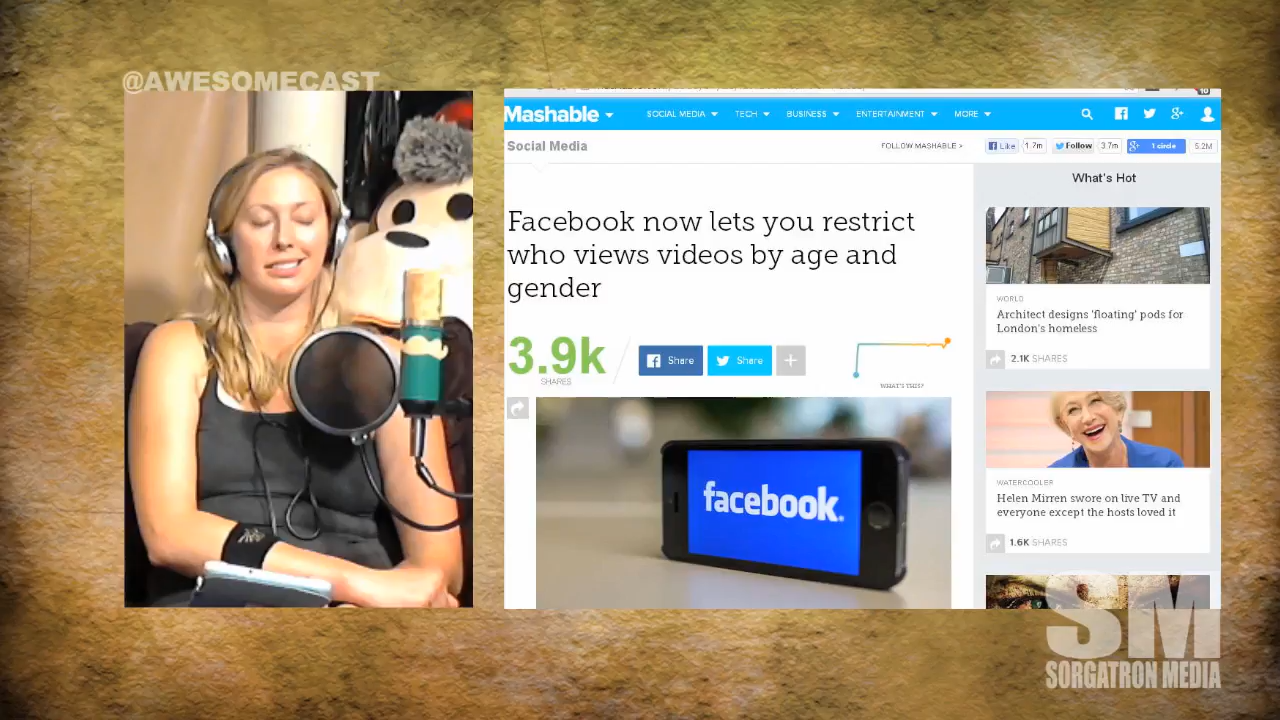 @AWESOMECAST
Mashable
SOCIAL MEDIA TECH BUSINESS ENTERTAINMENT MORE
Social Media
FOLLOW MASHABLE >
Like 1.7m Follow 3.7m 1 circle 5.2M
What's Hot
Facebook now lets you restrict
who views videos by age and
gender
3.9k
SHARES
Share Share
WHAT'S THIS?
facebook.
WORLD
Architect designs 'floating' pods for
London's homeless
2.1K SHARES
WATERCOOLER
Helen Mirren swore on live TV and
everyone except the hosts loved it
1.6K SHARES
SM
SORGATRON MEDIA